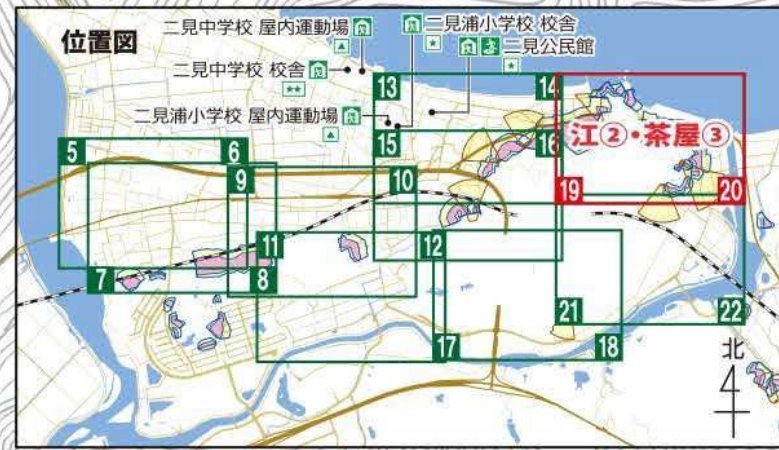 位置図
二見中学校 屋内運動場
▲
二見浦小学校 校舎
★
二見公民館
★
二見中学校 校舎
★★
二見浦小学校 屋内運動場
▲
13
14
15
16
江②・茶屋③
5
6
9
10
19
20
11
12
7
8
21
22
17
18
北